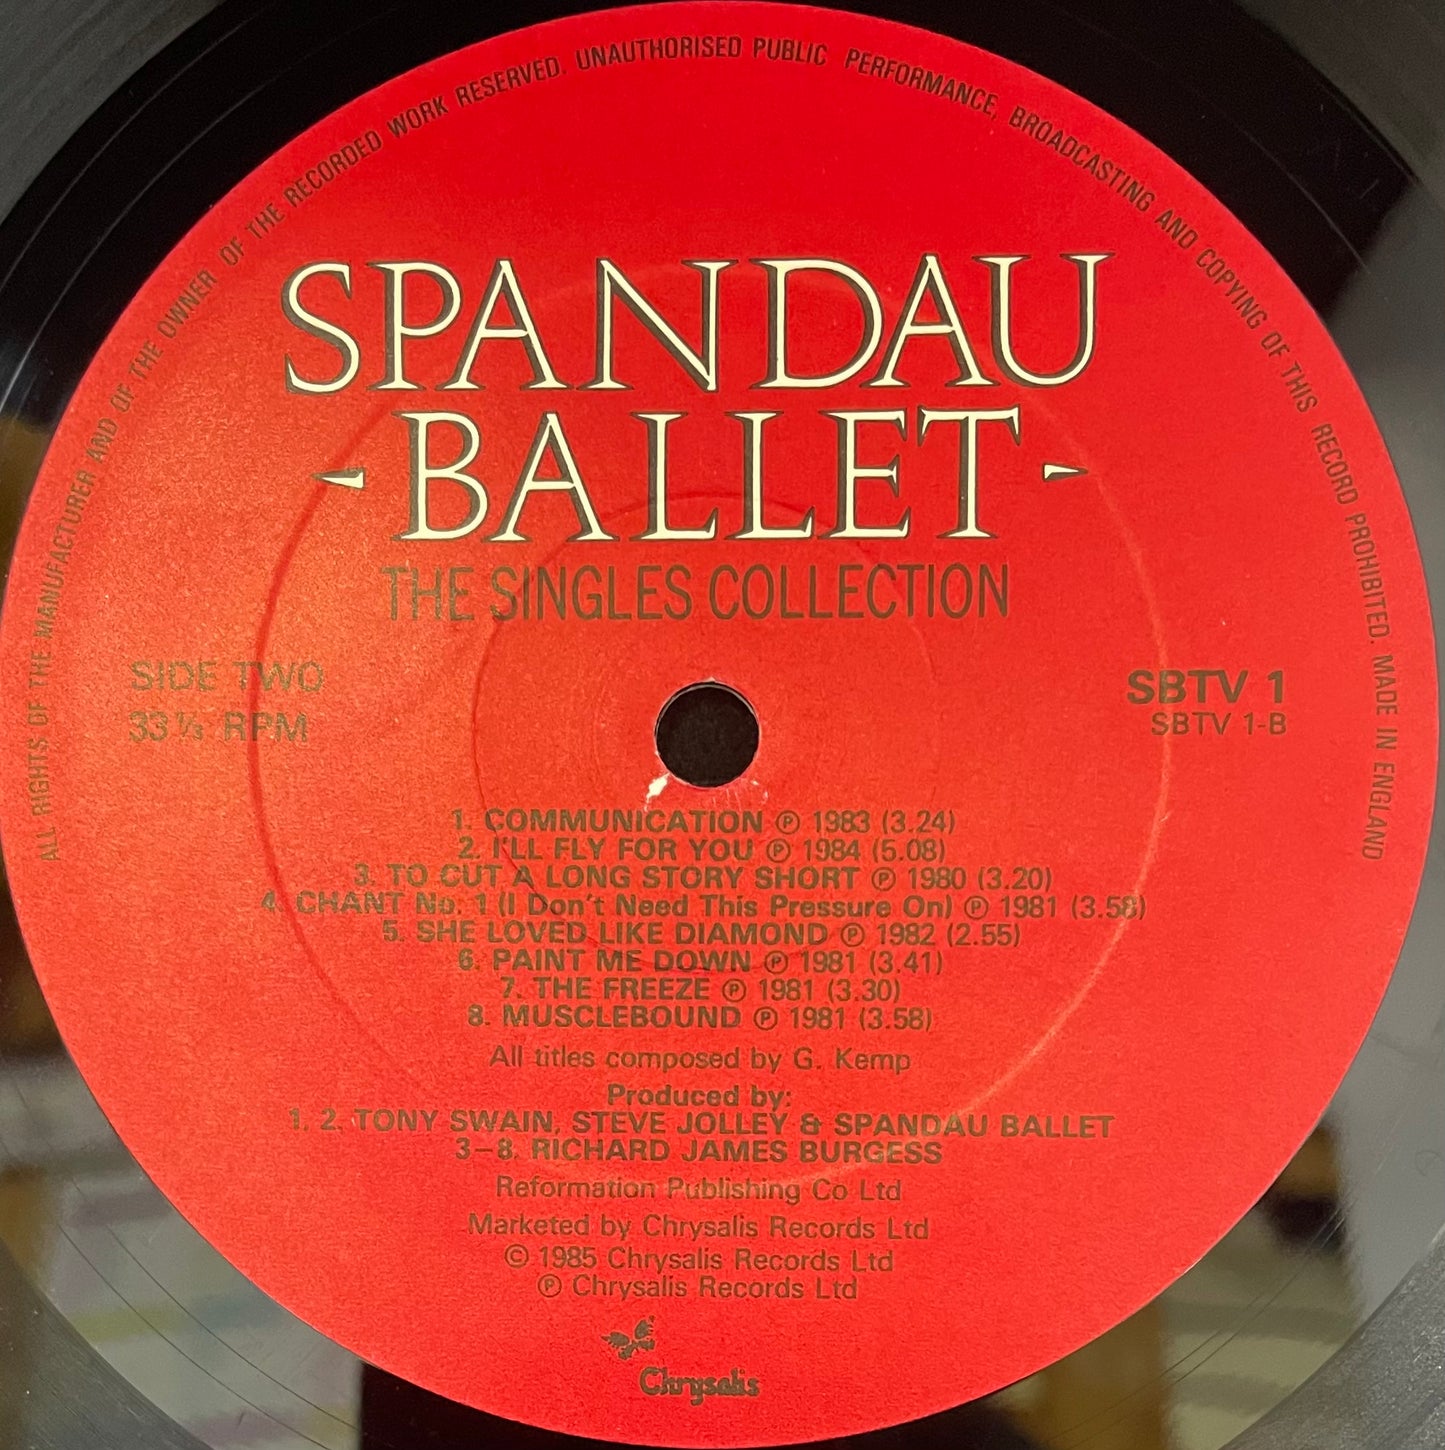 ALL RIGHTS OF THE MANUFACTURER AND OF THE OWNER OF THE RECORDED WORK RESERVED. UNAUTHORISED PUBLIC PERFORMANCE, BROADCASTING AND COPYING OF THIS RECORD PROHIBITED. MADE IN ENGLAND
SPANDAU
- BALLET -
THE SINGLES COLLECTION
SIDE TWO
33⅓ RPM
SBTV 1
SBTV 1-B
1. COMMUNICATION ℗ 1983 (3.24)
2. I'LL FLY FOR YOU ℗ 1984 (5.08)
3. TO CUT A LONG STORY SHORT ℗ 1980 (3.20)
4. CHANT No. 1 (I Don't Need This Pressure On) ℗ 1981 (3.58)
5. SHE LOVED LIKE DIAMOND ℗ 1982 (2.55)
6. PAINT ME DOWN ℗ 1981 (3.41)
7. THE FREEZE ℗ 1981 (3.30)
8. MUSCLEBOUND ℗ 1981 (3.58)
All titles composed by G. Kemp
Produced by:
1. 2. TONY SWAIN, STEVE JOLLEY & SPANDAU BALLET
3–8. RICHARD JAMES BURGESS
Reformation Publishing Co Ltd
Marketed by Chrysalis Records Ltd
© 1985 Chrysalis Records Ltd
℗ Chrysalis Records Ltd
Chrysalis